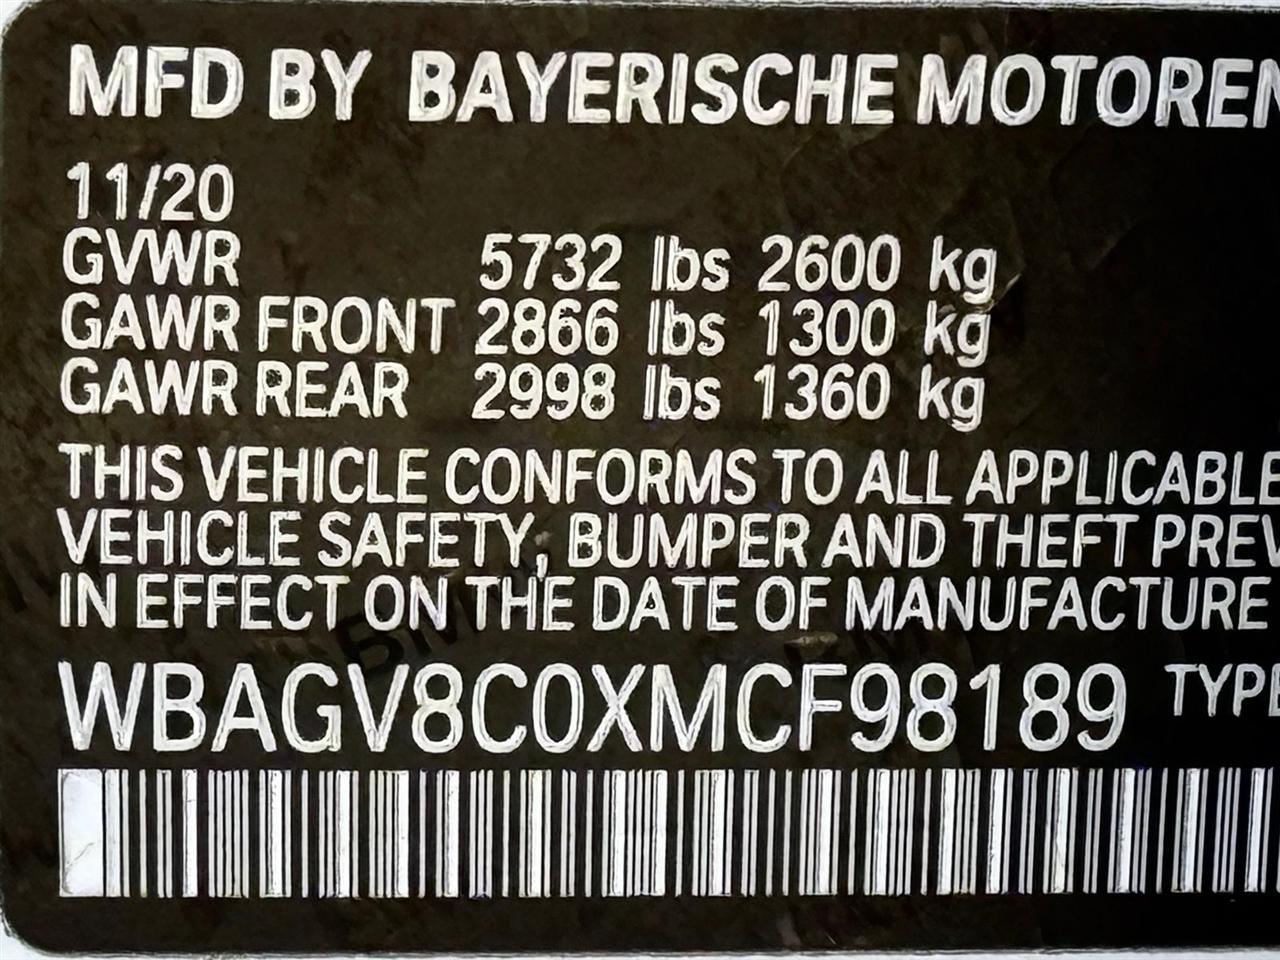 MFD BY BAYERISCHE MOTOREN
11/20
GVWR 5732 lbs 2600 kg
GAWR FRONT 2866 lbs 1300 kg
GAWR REAR 2998 lbs 1360 kg
THIS VEHICLE CONFORMS TO ALL APPLICABLE
VEHICLE SAFETY, BUMPER AND THEFT PREV
IN EFFECT ON THE DATE OF MANUFACTURE
WBAGV8C0XMCF98189 TYPE